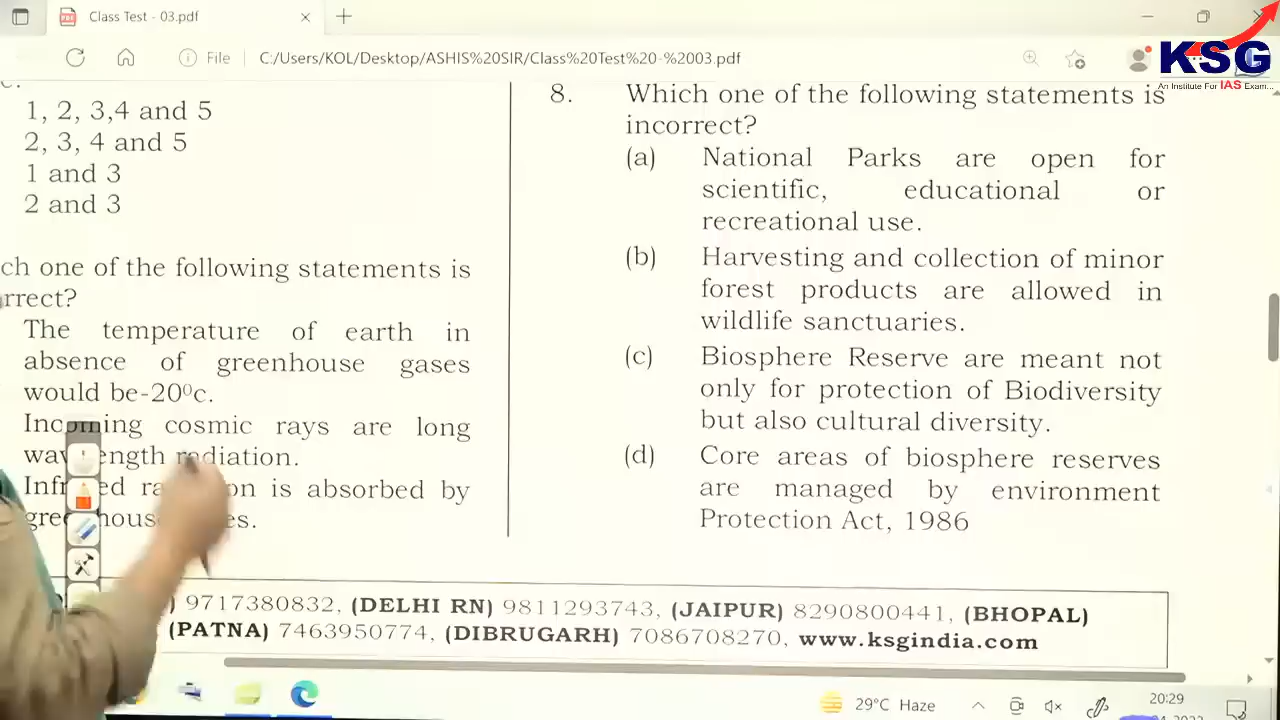 Class Test - 03.pdf
File C:/Users/KOL/Desktop/ASHIS%20SIR/Class%20Test%20-%2003.pdf
KSG
An Institute For IAS Exam...
1, 2, 3,4 and 5
2, 3, 4 and 5
1 and 3
2 and 3
ch one of the following statements is
rrect?
The temperature of earth in
absence of greenhouse gases
would be-20⁰c.
Incoming cosmic rays are long
radiation.
is absorbed by
8. Which one of the following statements is
incorrect?
(a) National Parks are open for
scientific, educational or
recreational use.
(b) Harvesting and collection of minor
forest products are allowed in
wildlife sanctuaries.
(c) Biosphere Reserve are meant not
only for protection of Biodiversity
but also cultural diversity.
(d) Core areas of biosphere reserves
are managed by environment
Protection Act, 1986
) 9717380832, (DELHI RN) 9811293743, (JAIPUR) 8290800441, (BHOPAL)
(PATNA) 7463950774, (DIBRUGARH) 7086708270, www.ksgindia.com
29°C Haze
20:29